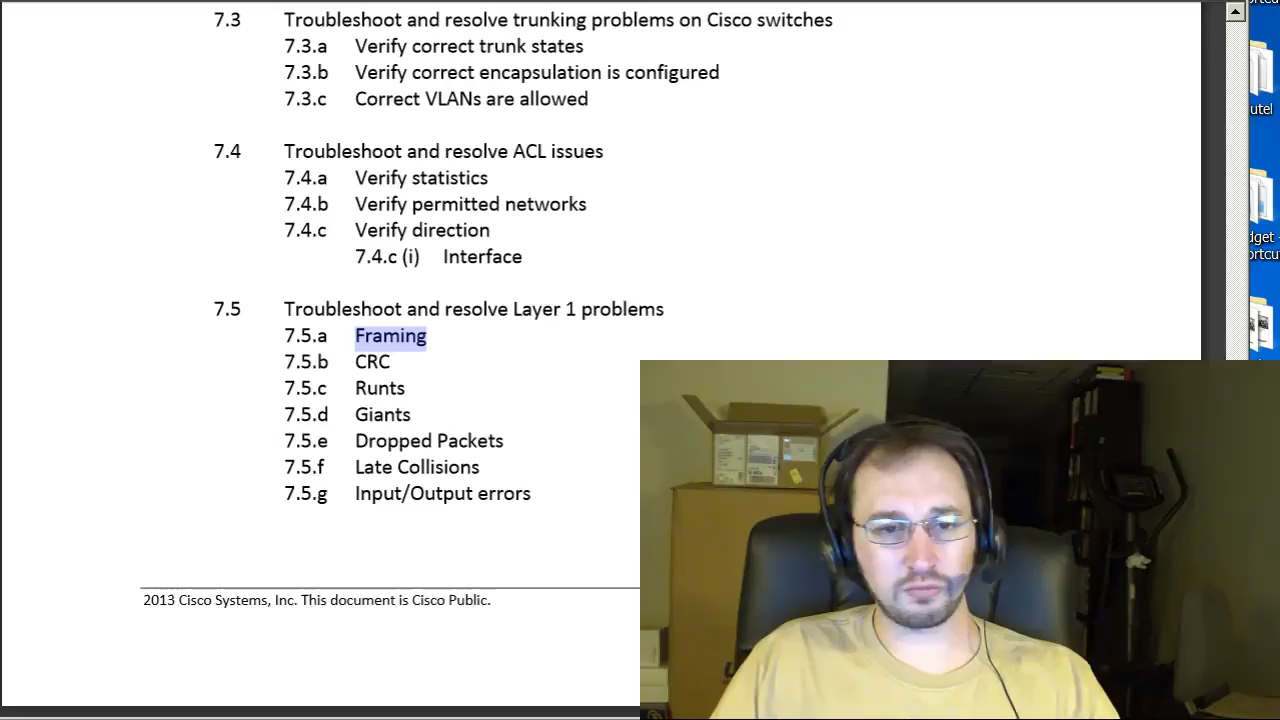 7.3 Troubleshoot and resolve trunking problems on Cisco switches
7.3.a Verify correct trunk states
7.3.b Verify correct encapsulation is configured
7.3.c Correct VLANs are allowed
7.4 Troubleshoot and resolve ACL issues
7.4.a Verify statistics
7.4.b Verify permitted networks
7.4.c Verify direction
7.4.c (i) Interface
7.5 Troubleshoot and resolve Layer 1 problems
7.5.a Framing
7.5.b CRC
7.5.c Runts
7.5.d Giants
7.5.e Dropped Packets
7.5.f Late Collisions
7.5.g Input/Output errors
2013 Cisco Systems, Inc. This document is Cisco Public.
utel
dget -
ortcu